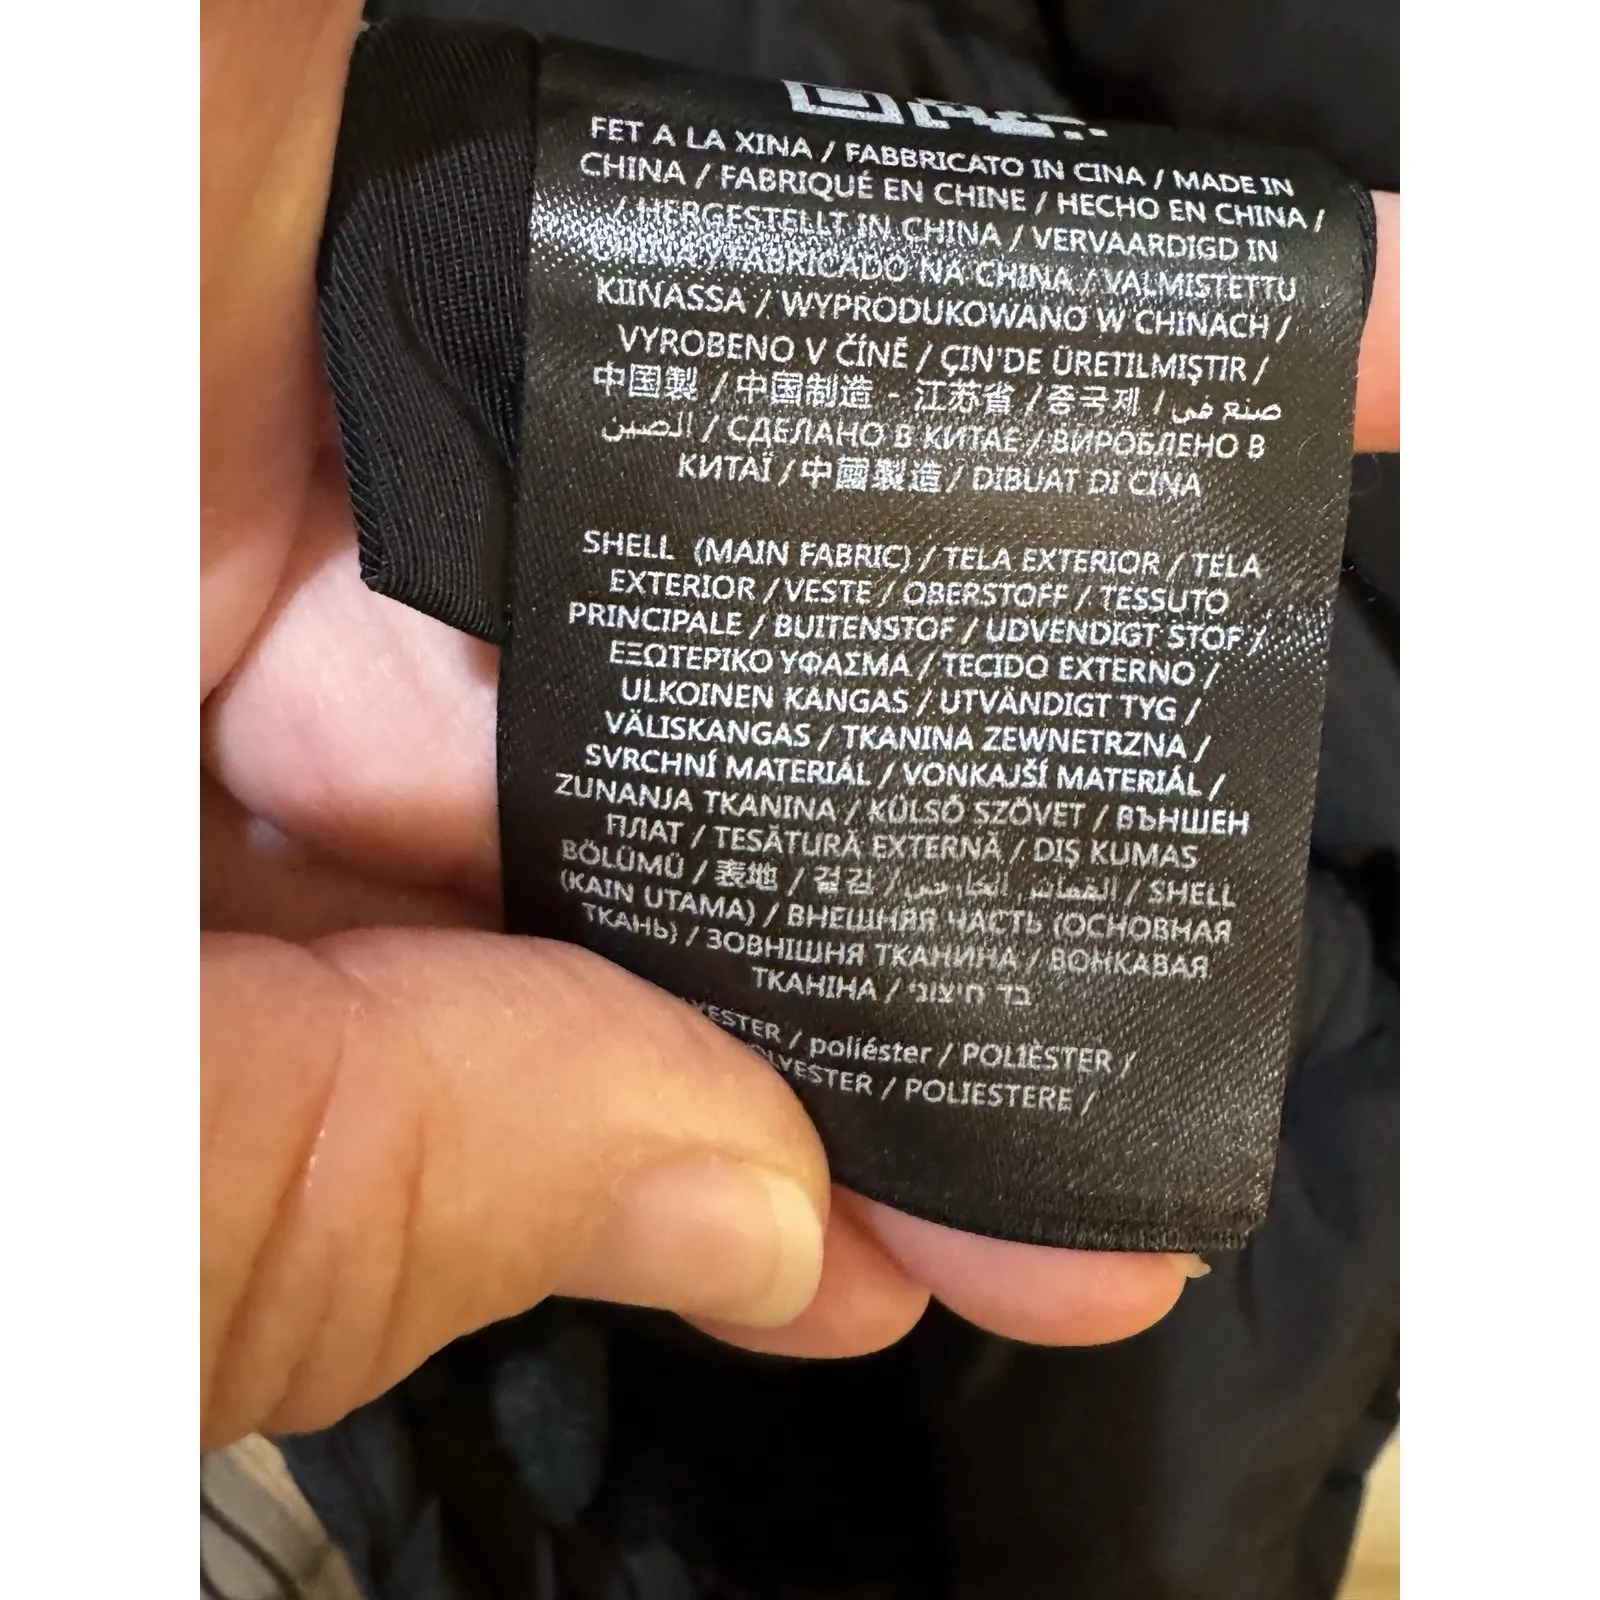 FET A LA XINA / FABBRICATO IN CINA / MADE IN
CHINA / FABRIQUÉ EN CHINE / HECHO EN CHINA /
/ HERGESTELLT IN CHINA / VERVAARDIGD IN
CHINA / FABRICADO NA CHINA / VALMISTETTU
KIINASSA / WYPRODUKOWANO W CHINACH /
VYROBENO V ČÍNĚ / ÇIN'DE ÜRETILMIŞTIR /
中国製 / 中国制造 - 江苏省 / 중국제 / صنع في
الصين / СДЕЛАНО В КИТАЕ / ВИРОБЛЕНО В
КИТАЇ / 中國製造 / DIBUAT DI CINA
SHELL (MAIN FABRIC) / TELA EXTERIOR / TELA
EXTERIOR / VESTE / OBERSTOFF / TESSUTO
PRINCIPALE / BUITENSTOF / UDVENDIGT STOF /
ΕΞΩΤΕΡΙΚΟ ΥΦΑΣΜΑ / TECIDO EXTERNO /
ULKOINEN KANGAS / UTVÄNDIGT TYG /
VÄLISKANGAS / TKANINA ZEWNETRZNA /
SVRCHNÍ MATERIÁL / VONKAJŠÍ MATERIÁL /
ZUNANJA TKANINA / KÜLSŐ SZÖVET / ВЪНШЕН
ПЛАТ / TESĂTURĂ EXTERNĂ / DIŞ KUMAŞ
BÖLÜMÜ / 表地 / 겉감 / القماش الخارجي / SHELL
(KAIN UTAMA) / ВНЕШНЯЯ ЧАСТЬ (ОСНОВНАЯ
ТКАНЬ) / ЗОВНІШНЯ ТКАНИНА / ВОНКАВАЯ
ТКАНІНА / בד חיצוני
/ poliéster / POLIÈSTER /
/ POLIESTERE /